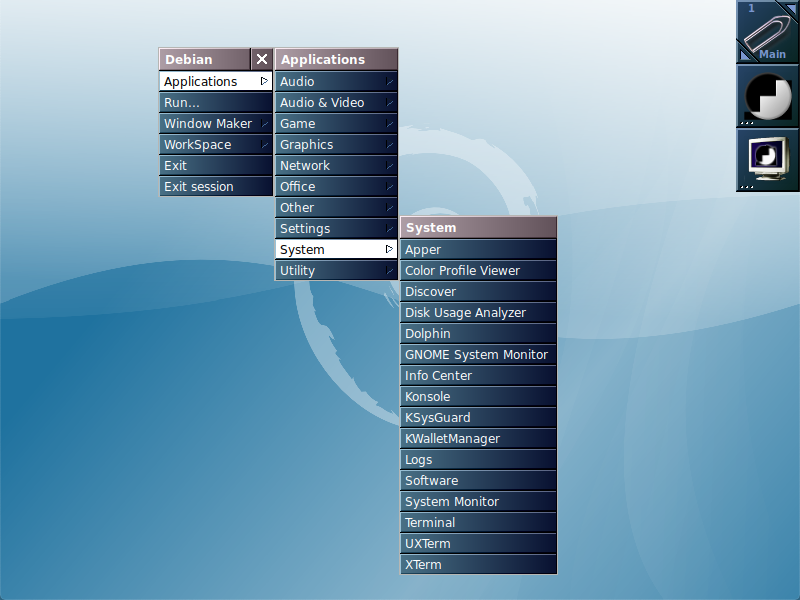 1
Main
Debian
Applications
Run...
Window Maker
WorkSpace
Exit
Exit session
Applications
Audio
Audio & Video
Game
Graphics
Network
Office
Other
Settings
System
Utility
System
Apper
Color Profile Viewer
Discover
Disk Usage Analyzer
Dolphin
GNOME System Monitor
Info Center
Konsole
KSysGuard
KWalletManager
Logs
Software
System Monitor
Terminal
UXTerm
XTerm